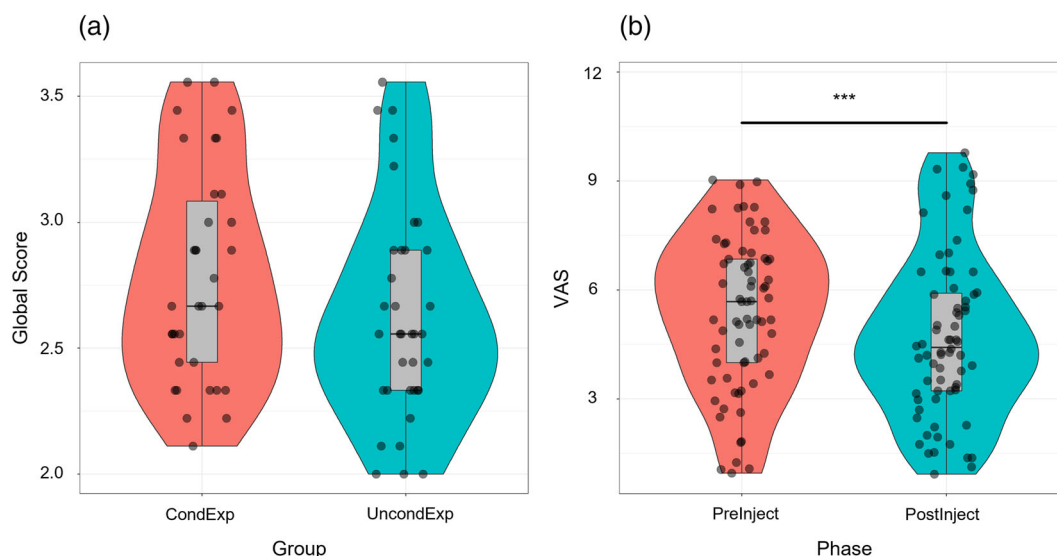 (a)
(b)
Global Score
3.5
3.0
2.5
2.0
CondExp
UncondExp
Group
VAS
12
9
6
3
***
PreInject
PostInject
Phase